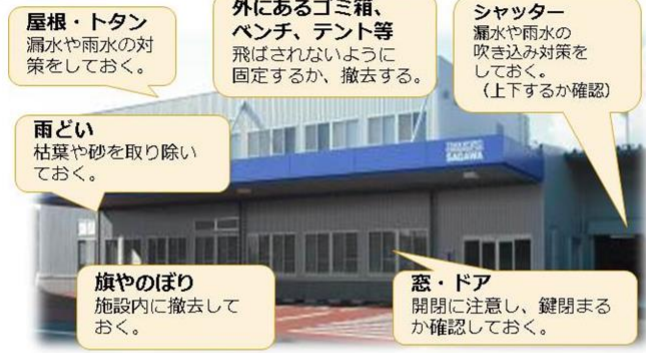 屋根・トタン
漏水や雨水の対
策をしておく。
外にあるゴミ箱、
ベンチ、テント等
飛ばされないように
固定するか、撤去する。
シャッター
漏水や雨水の
吹き込み対策を
しておく。
（上下するか確認）
雨どい
枯葉や砂を取り除い
ておく。
SAGAWA
旗やのぼり
施設内に撤去して
おく。
窓・ドア
開閉に注意し、鍵閉まる
か確認しておく。